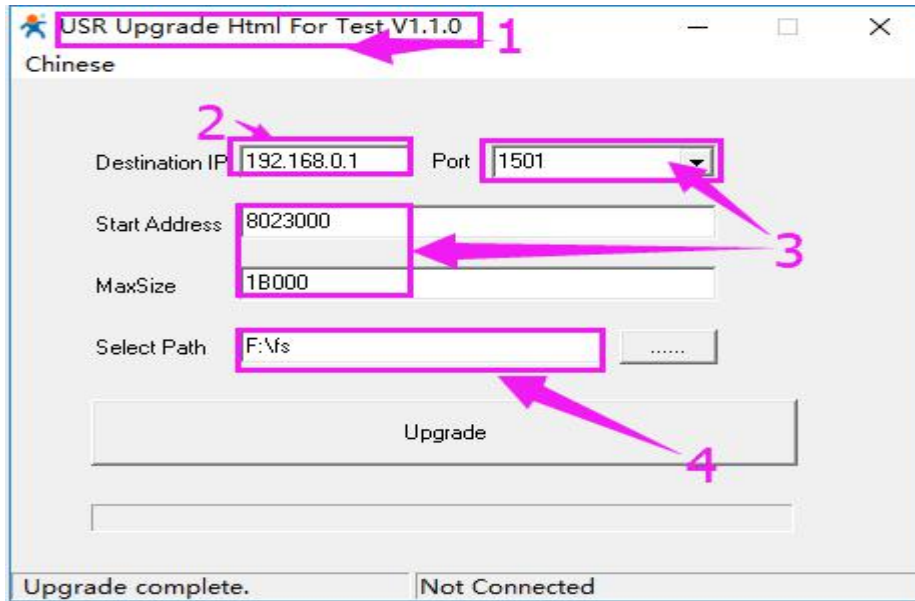 USR Upgrade Html For Test V1.1.0
1
Chinese
2
Destination IP 192.168.0.1 Port 1501
Start Address 8023000
3
MaxSize 1B000
Select Path F:\fs ......
Upgrade
4
Upgrade complete. Not Connected